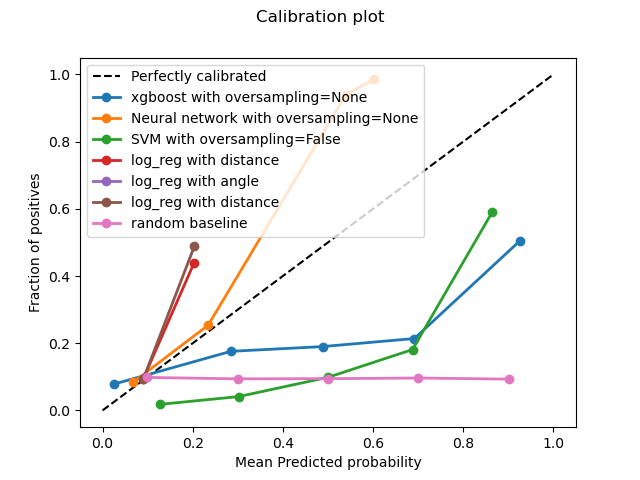 Calibration plot
1.0
0.8
0.6
0.4
0.2
0.0
Fraction of positives
Perfectly calibrated
xgboost with oversampling=None
Neural network with oversampling=None
SVM with oversampling=False
log_reg with distance
log_reg with angle
log_reg with distance
random baseline
0.0 0.2 0.4 0.6 0.8 1.0
Mean Predicted probability